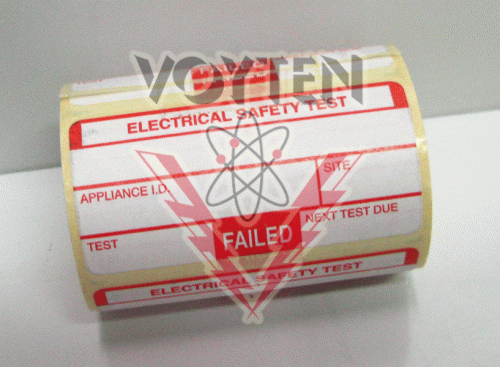 VOYTEN
ELECTRICAL SAFETY TEST
APPLIANCE I.D.
SITE
TEST
FAILED
NEXT TEST DUE
ELECTRICAL SAFETY TEST